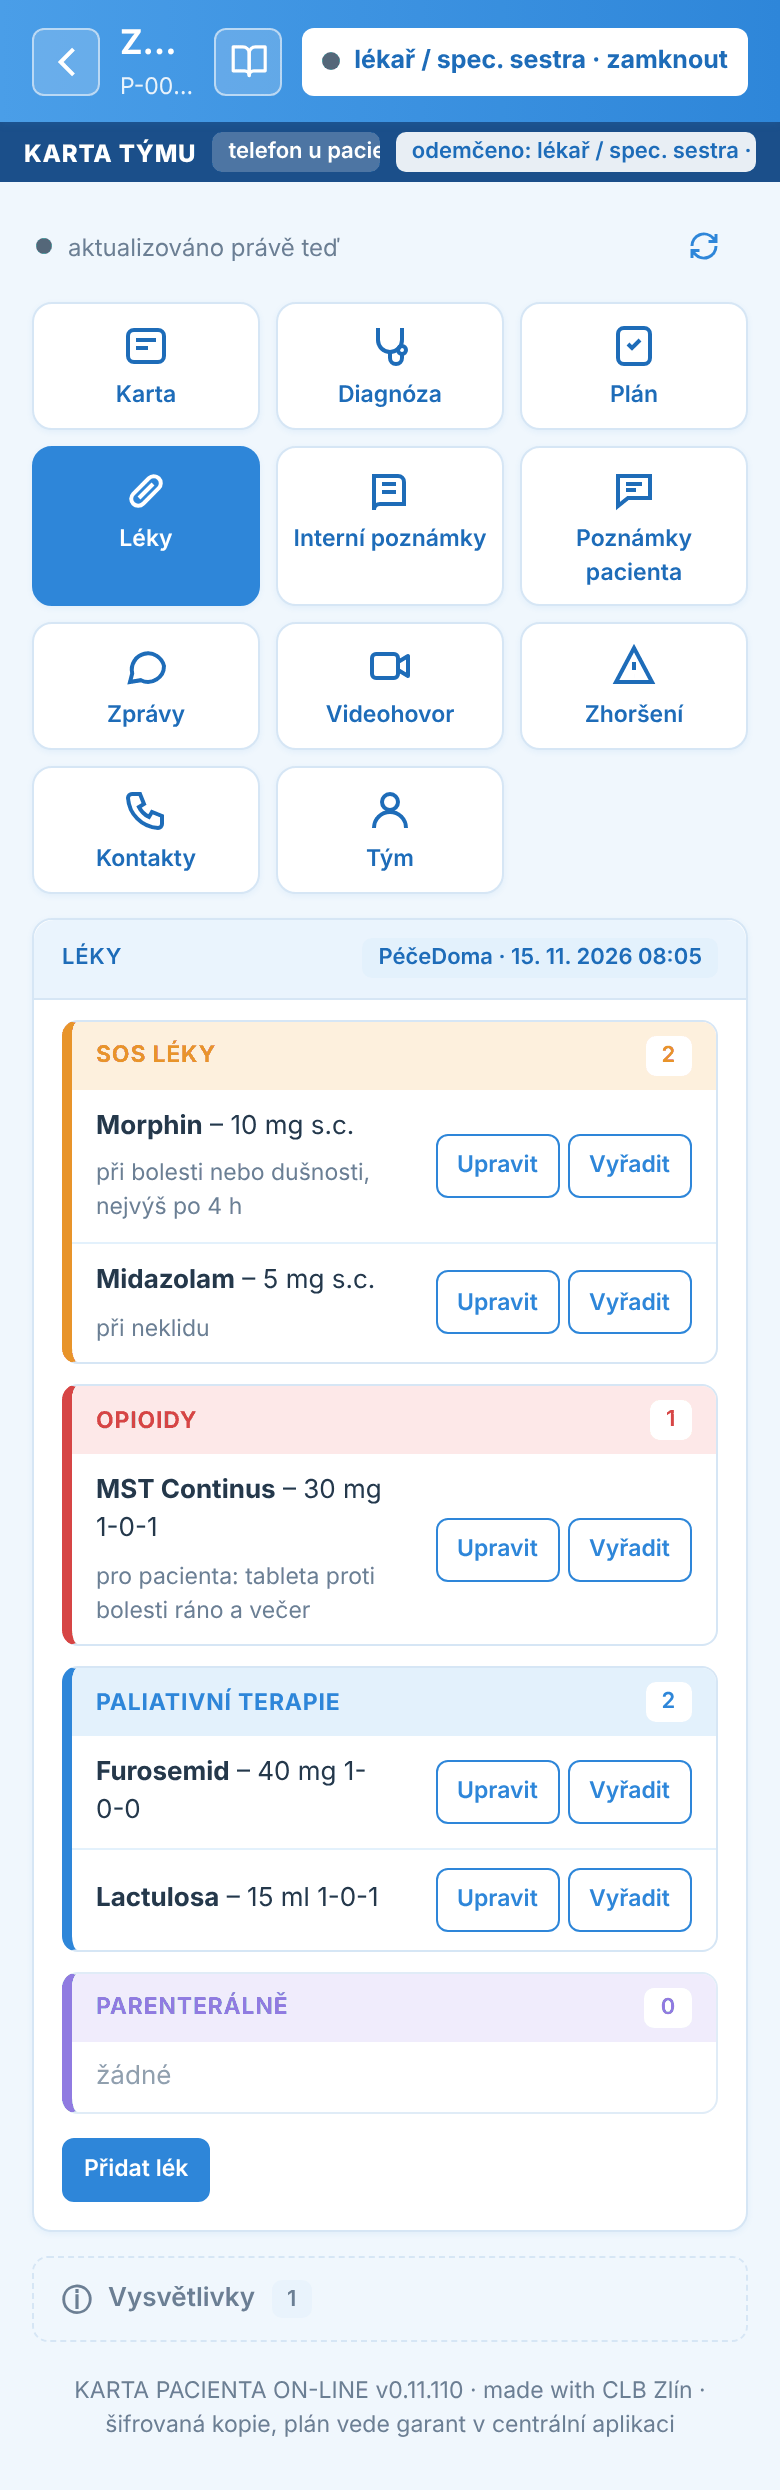 Z...
P-00...
lékař / spec. sestra · zamknout
KARTA TÝMU
telefon u pacie
odemčeno: lékař / spec. sestra ·
aktualizováno právě teď
Karta
Diagnóza
Plán
Léky
Interní poznámky
Poznámky
pacienta
Zprávy
Videohovor
Zhoršení
Kontakty
Tým
LÉKY
PéčeDoma · 15. 11. 2026 08:05
SOS LÉKY
2
Morphin – 10 mg s.c.
při bolesti nebo dušnosti,
nejvýš po 4 h
Upravit
Vyřadit
Midazolam – 5 mg s.c.
při neklidu
Upravit
Vyřadit
OPIOIDY
1
MST Continus – 30 mg
1-0-1
pro pacienta: tableta proti
bolesti ráno a večer
Upravit
Vyřadit
PALIATIVNÍ TERAPIE
2
Furosemid – 40 mg 1-
0-0
Upravit
Vyřadit
Lactulosa – 15 ml 1-0-1
Upravit
Vyřadit
PARENTERÁLNĚ
0
žádné
Přidat lék
Vysvětlivky
1
KARTA PACIENTA ON-LINE v0.11.110 · made with CLB Zlín ·
šifrovaná kopie, plán vede garant v centrální aplikaci